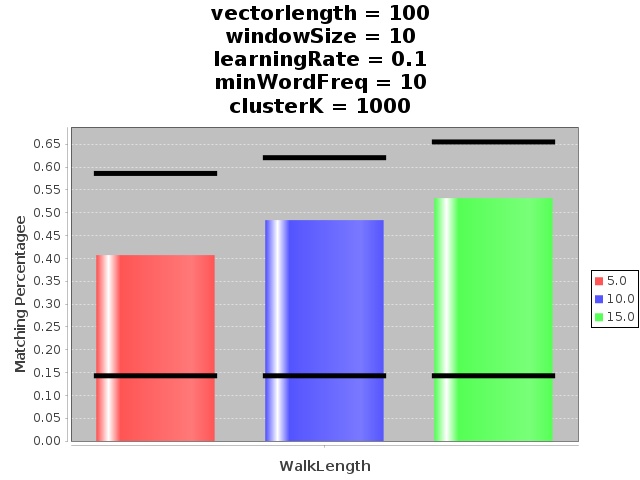 vectorlength = 100
windowSize = 10
learningRate = 0.1
minWordFreq = 10
clusterK = 1000
0.65
0.60
0.55
0.50
0.45
0.40
0.35
0.30
0.25
0.20
0.15
0.10
0.05
0.00
Matching Percentagee
5.0
10.0
15.0
WalkLength